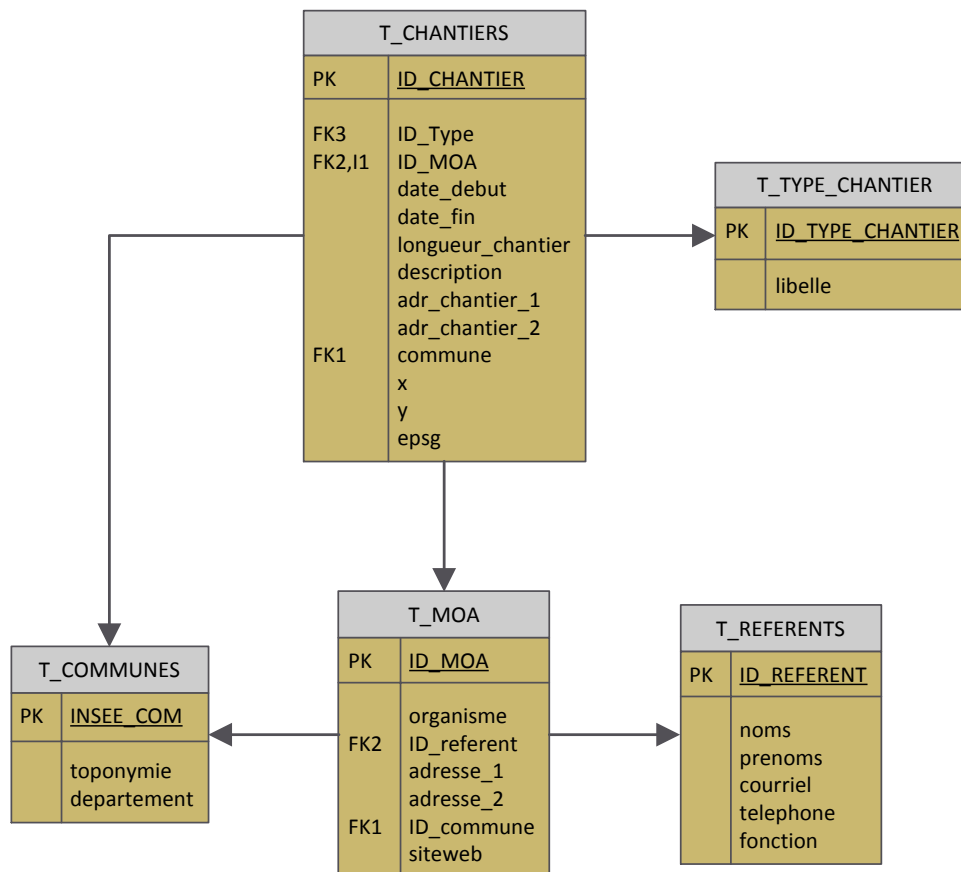 T_CHANTIERS
PK ID_CHANTIER
FK3 ID_Type
FK2,I1 ID_MOA
date_debut
date_fin
longueur_chantier
description
adr_chantier_1
adr_chantier_2
FK1 commune
x
y
epsg
T_TYPE_CHANTIER
PK ID_TYPE_CHANTIER
libelle
T_COMMUNES
PK INSEE_COM
toponymie
departement
T_MOA
PK ID_MOA
organisme
FK2 ID_referent
adresse_1
adresse_2
FK1 ID_commune
siteweb
T_REFERENTS
PK ID_REFERENT
noms
prenoms
courriel
telephone
fonction